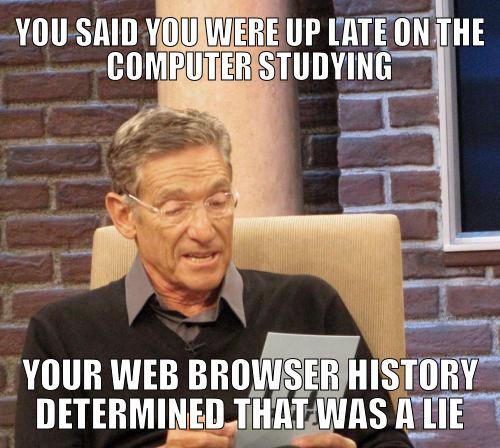 YOU SAID YOU WERE UP LATE ON THE
COMPUTER STUDYING
YOUR WEB BROWSER HISTORY
DETERMINED THAT WAS A LIE